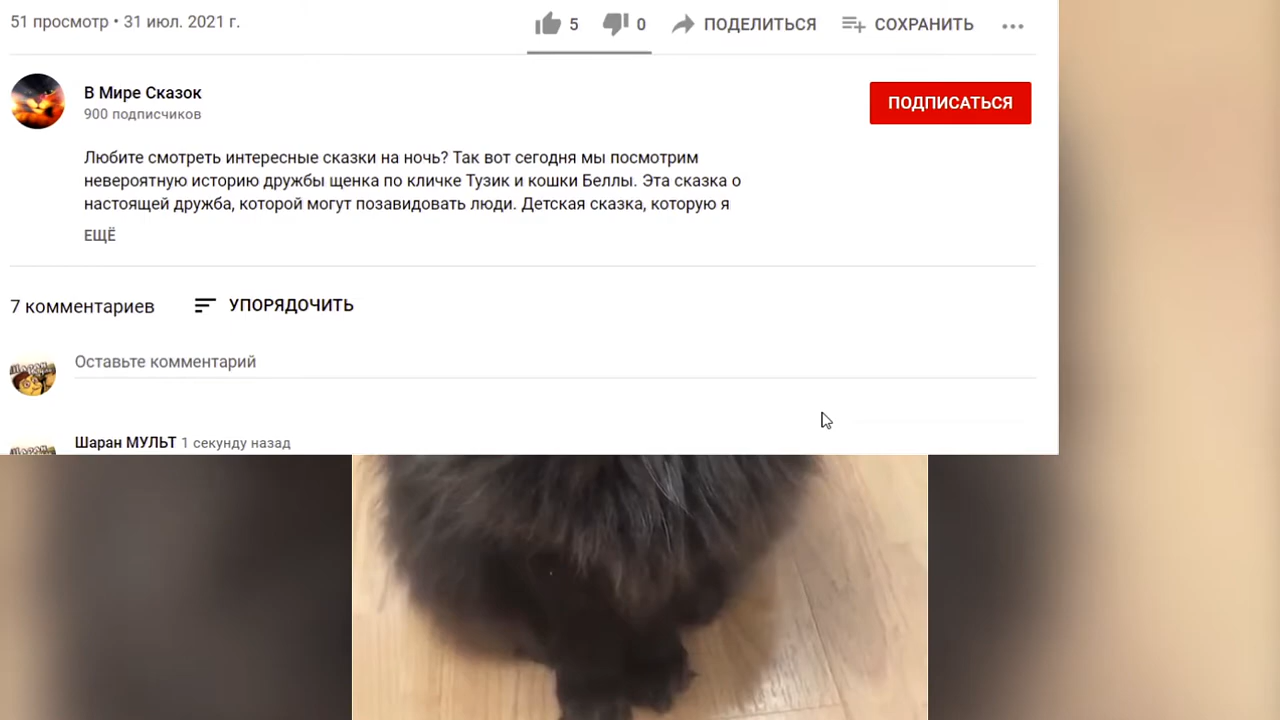 51 просмотр • 31 июл. 2021 г.
5
0
ПОДЕЛИТЬСЯ
СОХРАНИТЬ
В Мире Сказок
900 подписчиков
ПОДПИСАТЬСЯ
Любите смотреть интересные сказки на ночь? Так вот сегодня мы посмотрим
невероятную историю дружбы щенка по кличке Тузик и кошки Беллы. Эта сказка о
настоящей дружба, которой могут позавидовать люди. Детская сказка, которую я
ЕЩЁ
7 комментариев
УПОРЯДОЧИТЬ
Оставьте комментарий
Шаран МУЛЬТ 1 секунду назад